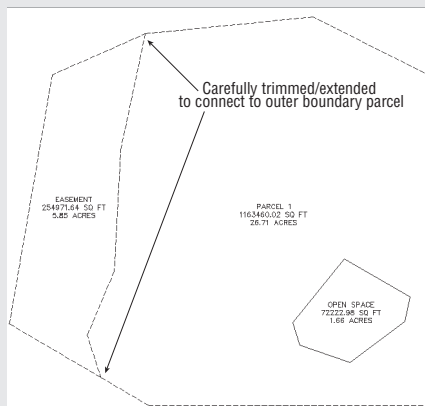 Carefully trimmed/extended
to connect to outer boundary parcel
EASEMENT
254971.64 SQ FT
5.85 ACRES
PARCEL 1
1163460.02 SQ FT
26.71 ACRES
OPEN SPACE
72222.98 SQ FT
1.66 ACRES